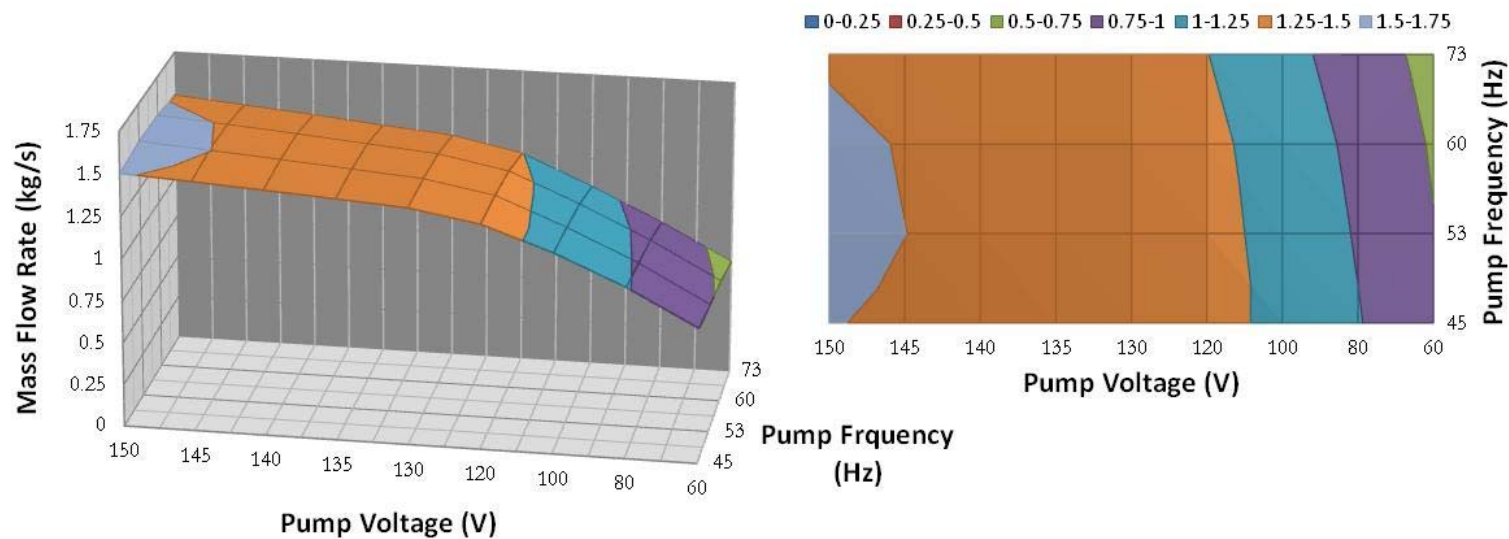 Mass Flow Rate (kg/s)
1.75
1.5
1.25
1
0.75
0.5
0.25
0
150 145 140 135 130 120 100 80 60
Pump Voltage (V)
73
60
53
45
Pump Frquency
(Hz)
0-0.25 0.25-0.5 0.5-0.75 0.75-1 1-1.25 1.25-1.5 1.5-1.75
73
60
53
45
Pump Frequency (Hz)
150 145 140 135 130 120 100 80 60
Pump Voltage (V)